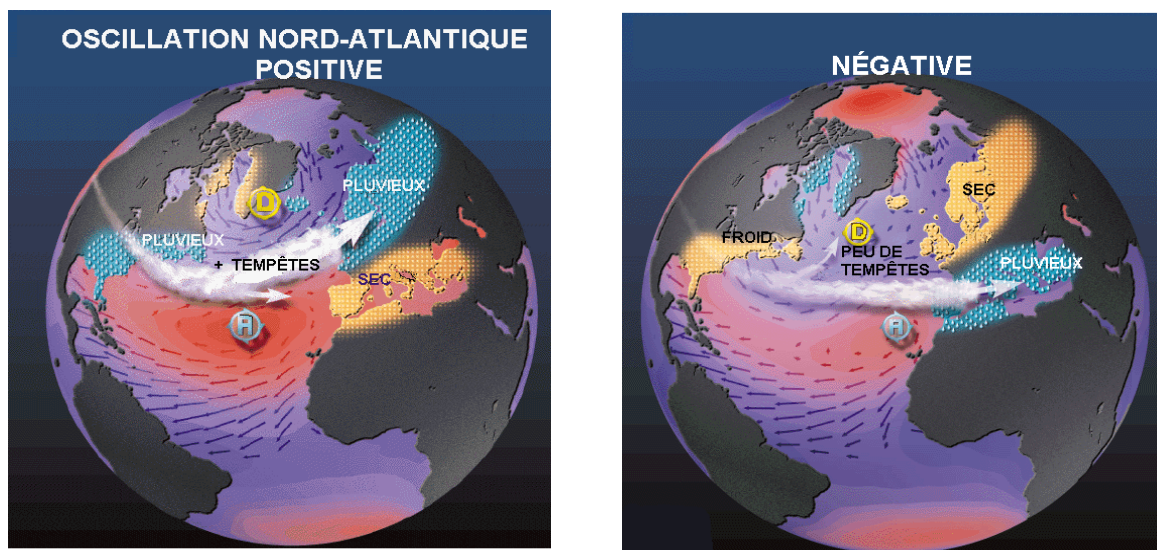 OSCILLATION NORD-ATLANTIQUE
POSITIVE
PLUVIEUX
D
PLUVIEUX
+ TEMPÊTES
SEC
A
NÉGATIVE
SEC
FROID
D
PEU DE
TEMPÊTES
PLUVIEUX
A